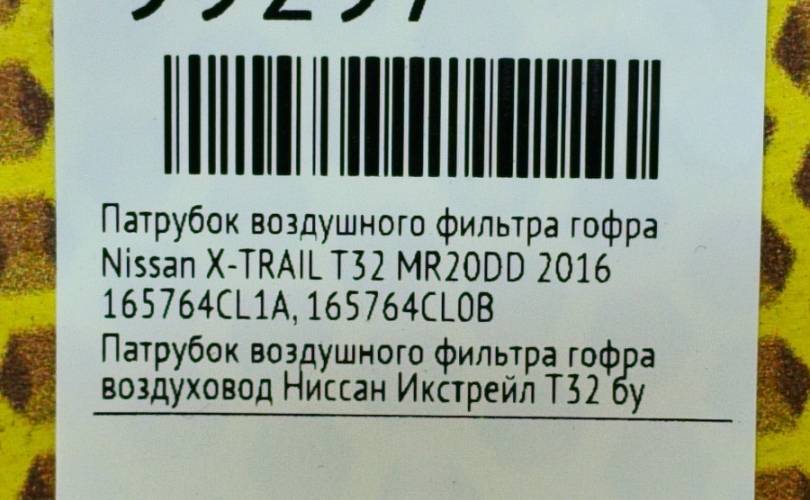 Патрубок воздушного фильтра гофра
Nissan X-TRAIL T32 MR20DD 2016
165764CL1A, 165764CL0B
Патрубок воздушного фильтра гофра
воздуховод Ниссан Икстрейл Т32 бу